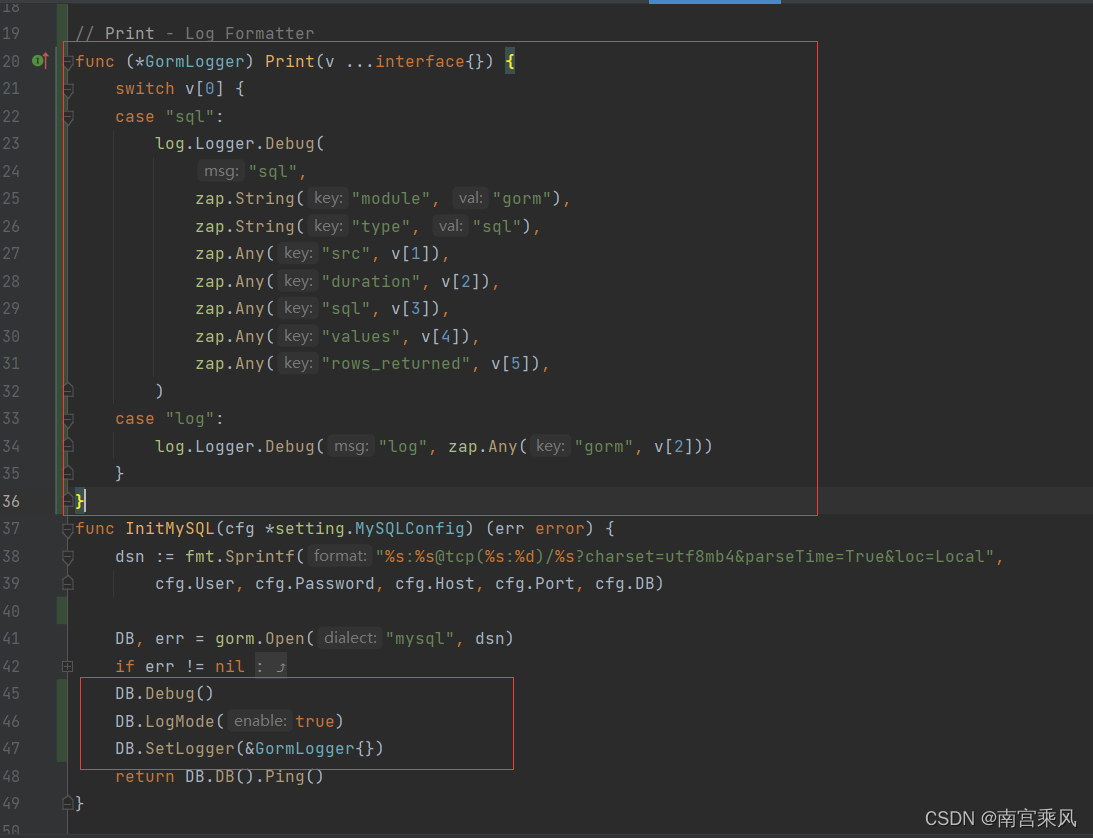 18
19 // Print - Log Formatter
20 func (*GormLogger) Print(v ...interface{}) {
21 switch v[0] {
22 case "sql":
23 log.Logger.Debug(
24 msg: "sql",
25 zap.String( key: "module", val: "gorm"),
26 zap.String( key: "type", val: "sql"),
27 zap.Any( key: "src", v[1]),
28 zap.Any( key: "duration", v[2]),
29 zap.Any( key: "sql", v[3]),
30 zap.Any( key: "values", v[4]),
31 zap.Any( key: "rows_returned", v[5]),
32 )
33 case "log":
34 log.Logger.Debug( msg: "log", zap.Any( key: "gorm", v[2]))
35 }
36 }
37 func InitMySQL(cfg *setting.MySQLConfig) (err error) {
38 dsn := fmt.Sprintf( format: "%s:%s@tcp(%s:%d)/%s?charset=utf8mb4&parseTime=True&loc=Local",
39 cfg.User, cfg.Password, cfg.Host, cfg.Port, cfg.DB)
40
41 DB, err = gorm.Open( dialect: "mysql", dsn)
42 if err != nil :
45 DB.Debug()
46 DB.LogMode( enable: true)
47 DB.SetLogger(&GormLogger{})
48 return DB.DB().Ping()
49 }
50
CSDN @南宫乘风